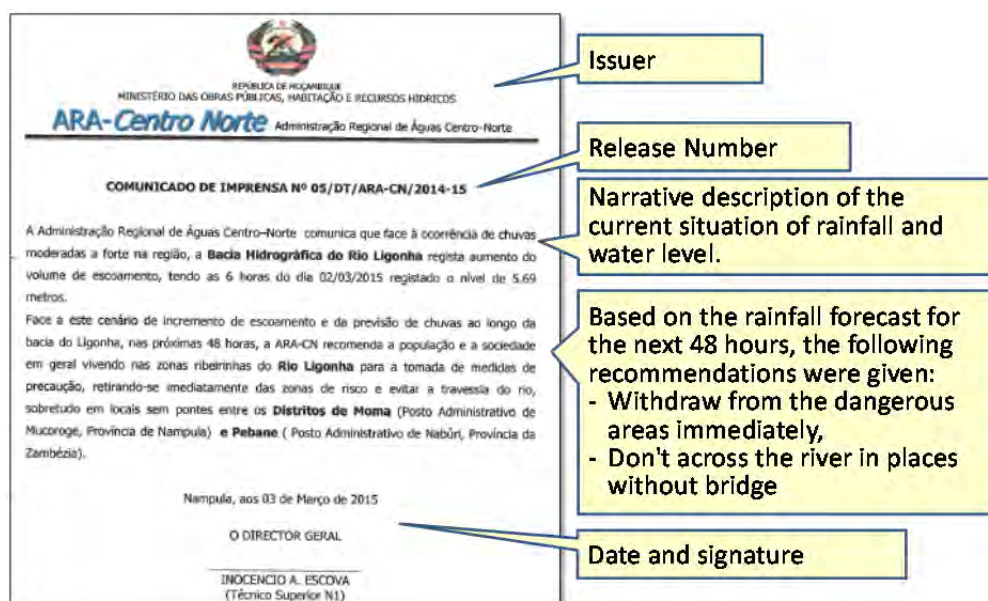 REPÚBLICA DE MOÇAMBIQUE
MINISTÉRIO DAS OBRAS PÚBLICAS, HABITAÇÃO E RECURSOS HIDRICOS
ARA-Centro Norte Administração Regional de Águas Centro-Norte
COMUNICADO DE IMPRENSA Nº 05/DT/ARA-CN/2014-15
A Administração Regional de Águas Centro–Norte comunica que face à ocorrência de chuvas
moderadas a forte na região, a Bacia Hidrográfica do Rio Ligonha regista aumento do
volume de escoamento, tendo as 6 horas do dia 02/03/2015 registado o nível de 5.69
metros.
Face a este cenário de incremento de escoamento e da previsão de chuvas ao longo da
bacia do Ligonha, nas próximas 48 horas, a ARA-CN recomenda a população e a sociedade
em geral vivendo nas zonas ribeirinhas do Rio Ligonha para a tomada de medidas de
precaução, retirando-se imediatamente das zonas de risco e evitar a travessia do rio,
sobretudo em locais sem pontes entre os Distritos de Moma (Posto Administrativo de
Mucoroge, Província de Nampula) e Pebane ( Posto Administrativo de Nabúri, Província da
Zambézia).
Nampula, aos 03 de Março de 2015
O DIRECTOR GERAL
INOCENCIO A. ESCOVA
(Técnico Superior N1)
Issuer
Release Number
Narrative description of the
current situation of rainfall and
water level.
Based on the rainfall forecast for
the next 48 hours, the following
recommendations were given:
- Withdraw from the dangerous
areas immediately,
- Don't across the river in places
without bridge
Date and signature